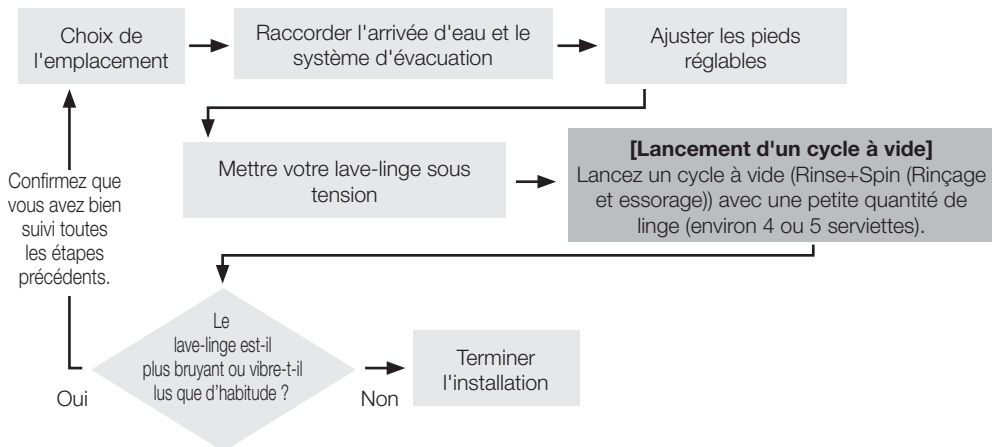 Choix de
l'emplacement
Raccorder l'arrivée d'eau et le
système d'évacuation
Ajuster les pieds
réglables
Mettre votre lave-linge sous
tension
[Lancement d'un cycle à vide]
Lancez un cycle à vide (Rinse+Spin (Rinçage
et essorage)) avec une petite quantité de
linge (environ 4 ou 5 serviettes).
Confirmez que
vous avez bien
suivi toutes
les étapes
précédents.
Le
lave-linge est-il
plus bruyant ou vibre-t-il
lus que d’habitude ?
Oui
Non
Terminer
l'installation